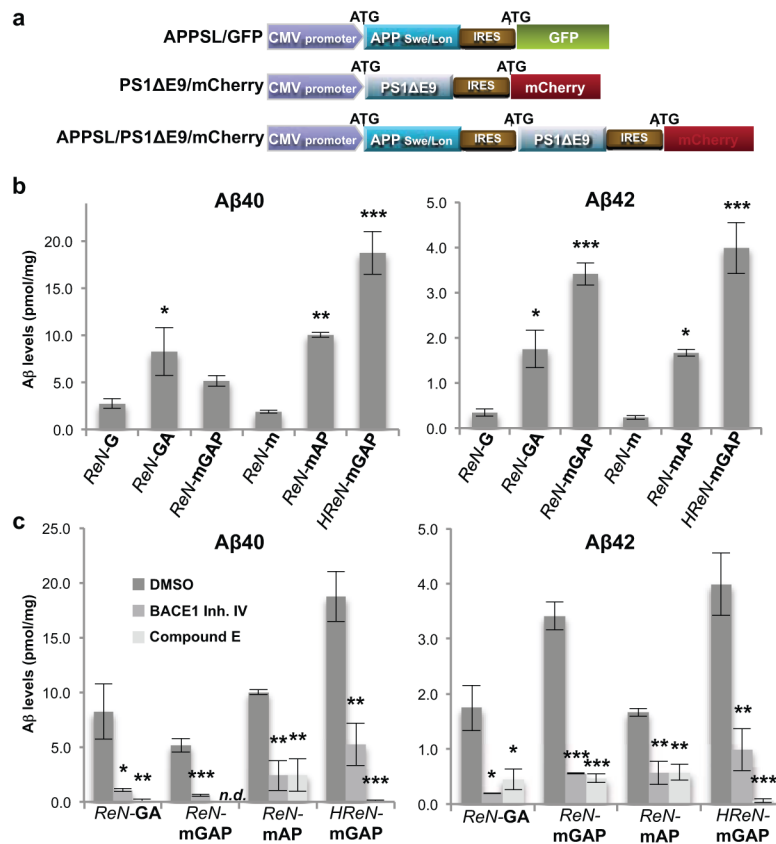 a
ATG ATG
APPSL/GFP CMV promoter APP Swe/Lon IRES GFP
ATG ATG
PS1ΔE9/mCherry CMV promoter PS1ΔE9 IRES mCherry
ATG ATG ATG
APPSL/PS1ΔE9/mCherry CMV promoter APP Swe/Lon IRES PS1ΔE9 IRES mCherry
b
Aβ40
Aβ levels (pmol/mg)
20.0
15.0
10.0
5.0
0.0
*
**
***
ReN-G
ReN-GA
ReN-mGAP
ReN-m
ReN-mAP
HReN-mGAP
Aβ42
5.0
4.0
3.0
2.0
1.0
0.0
*
***
*
***
ReN-G
ReN-GA
ReN-mGAP
ReN-m
ReN-mAP
HReN-mGAP
c
Aβ40
Aβ levels (pmol/mg)
25.0
20.0
15.0
10.0
5.0
0.0
DMSO
BACE1 Inh. IV
Compound E
* **
*** n.d.
** **
** ***
ReN-GA
ReN-mGAP
ReN-mAP
HReN-mGAP
Aβ42
5.0
4.0
3.0
2.0
1.0
0.0
* *
*** ***
** **
** ***
ReN-GA
ReN-mGAP
ReN-mAP
HReN-mGAP